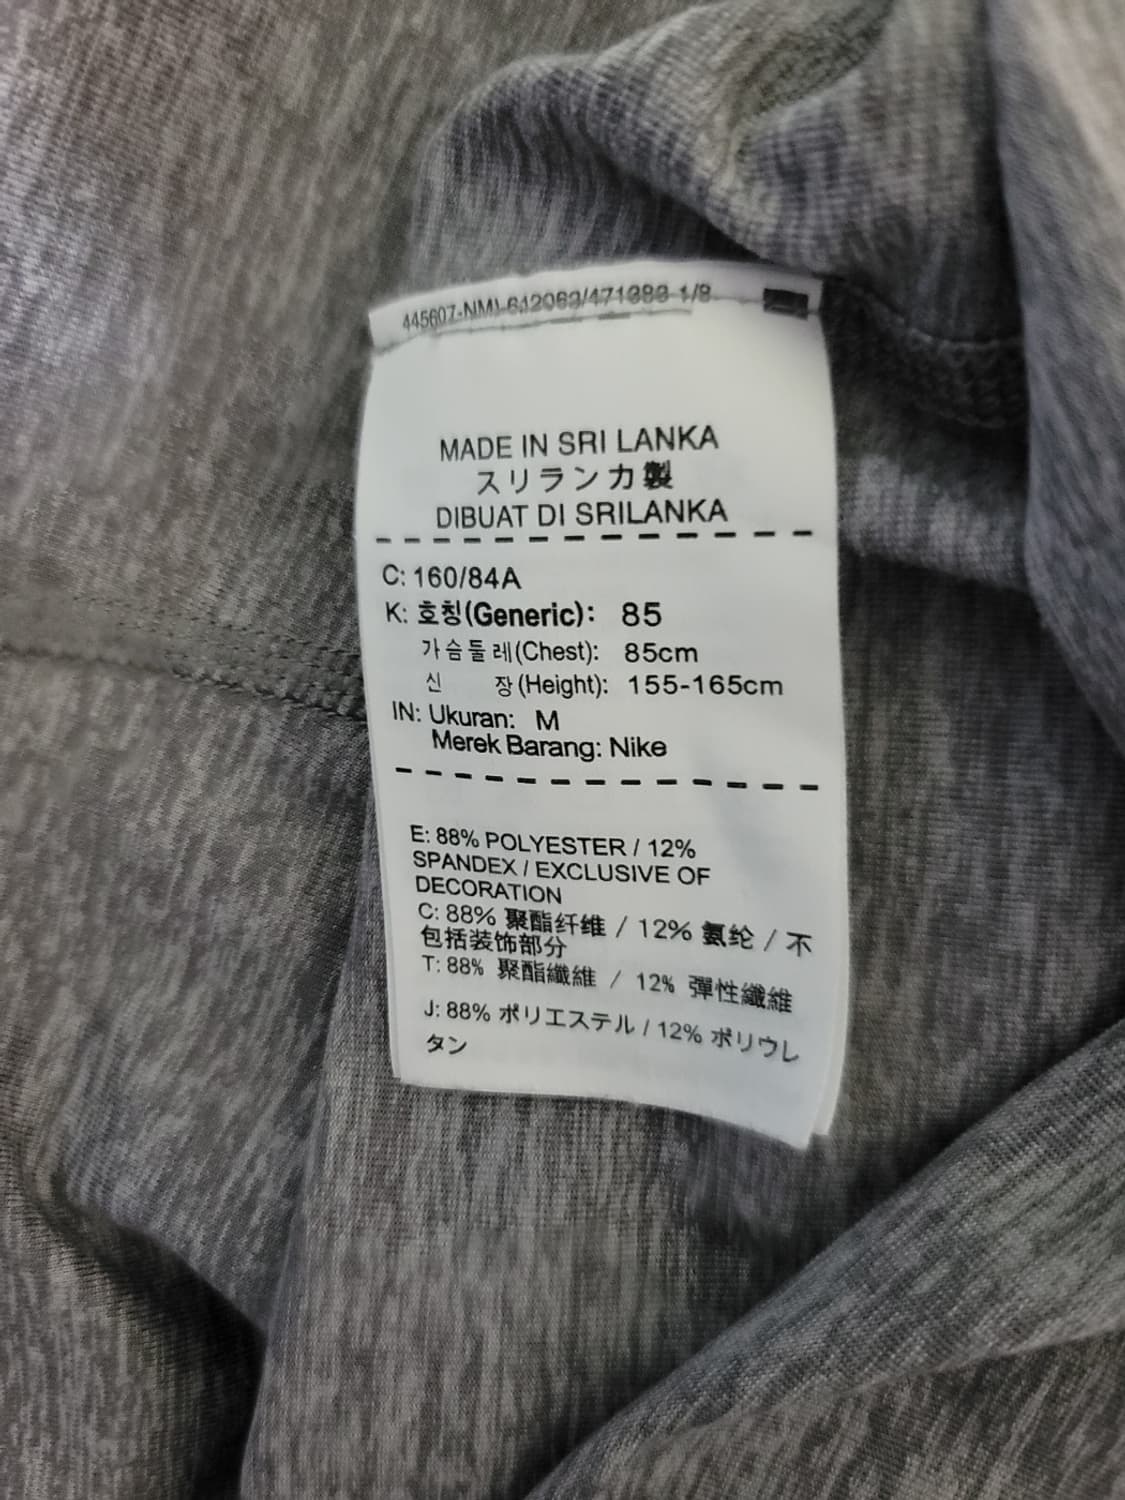 MADE IN SRI LANKA
スリランカ製
DIBUAT DI SRILANKA
C: 160/84A
K: 호칭(Generic): 85
가슴둘레(Chest): 85cm
신 장(Height): 155-165cm
IN: Ukuran: M
Merek Barang: Nike
E: 88% POLYESTER / 12%
SPANDEX / EXCLUSIVE OF
DECORATION
C: 88% 聚酯纤维 / 12% 氨纶 / 不
包括装饰部分
T: 88% 聚酯纖維 / 12% 彈性纖維
J: 88% ポリエステル / 12% ポリウレ
タン